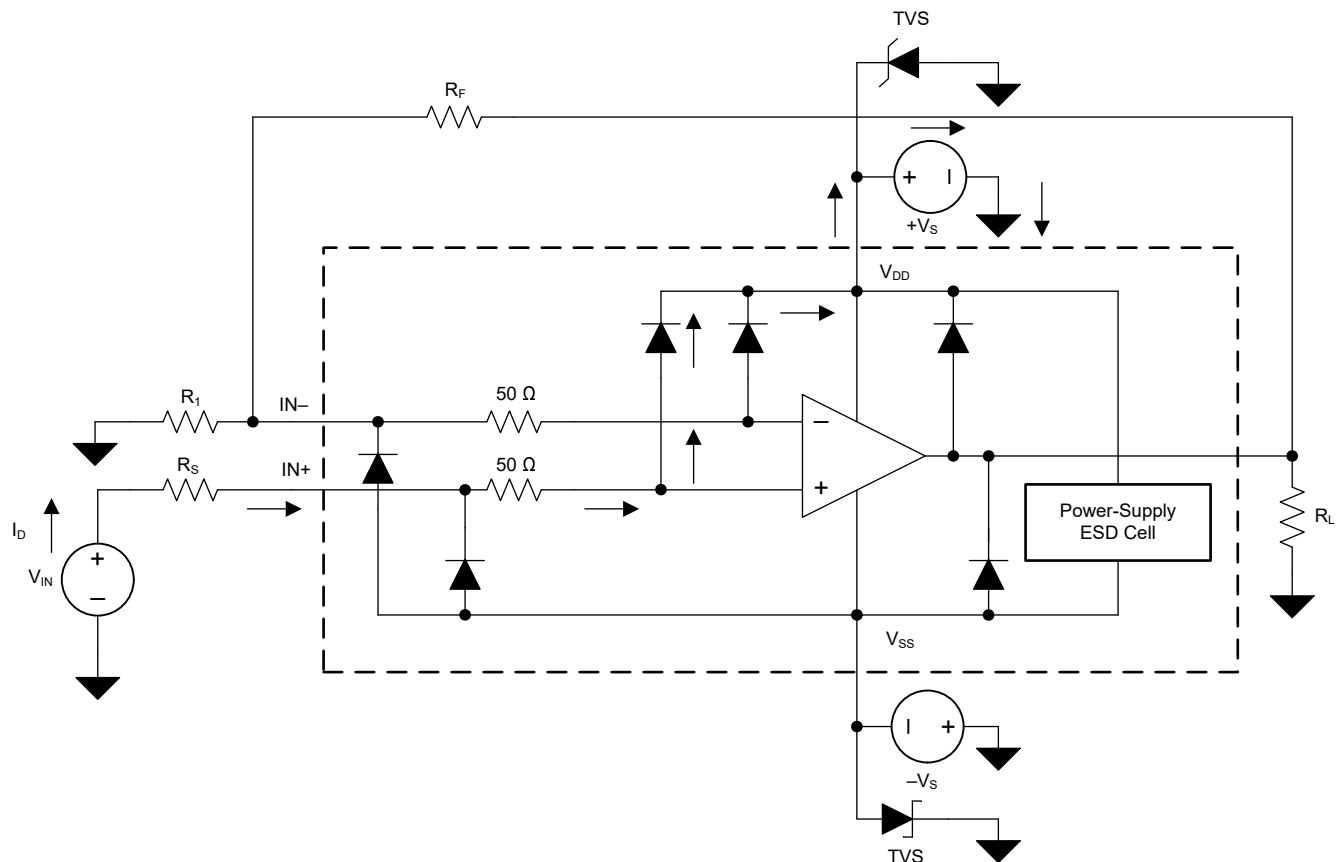 TVS
R_F
+ –
+V_S
V_DD
R_1
IN–
50 Ω
–
R_S
IN+
50 Ω
+
Power-Supply
ESD Cell
R_L
I_D
+
V_IN
–
V_SS
– +
–V_S
TVS